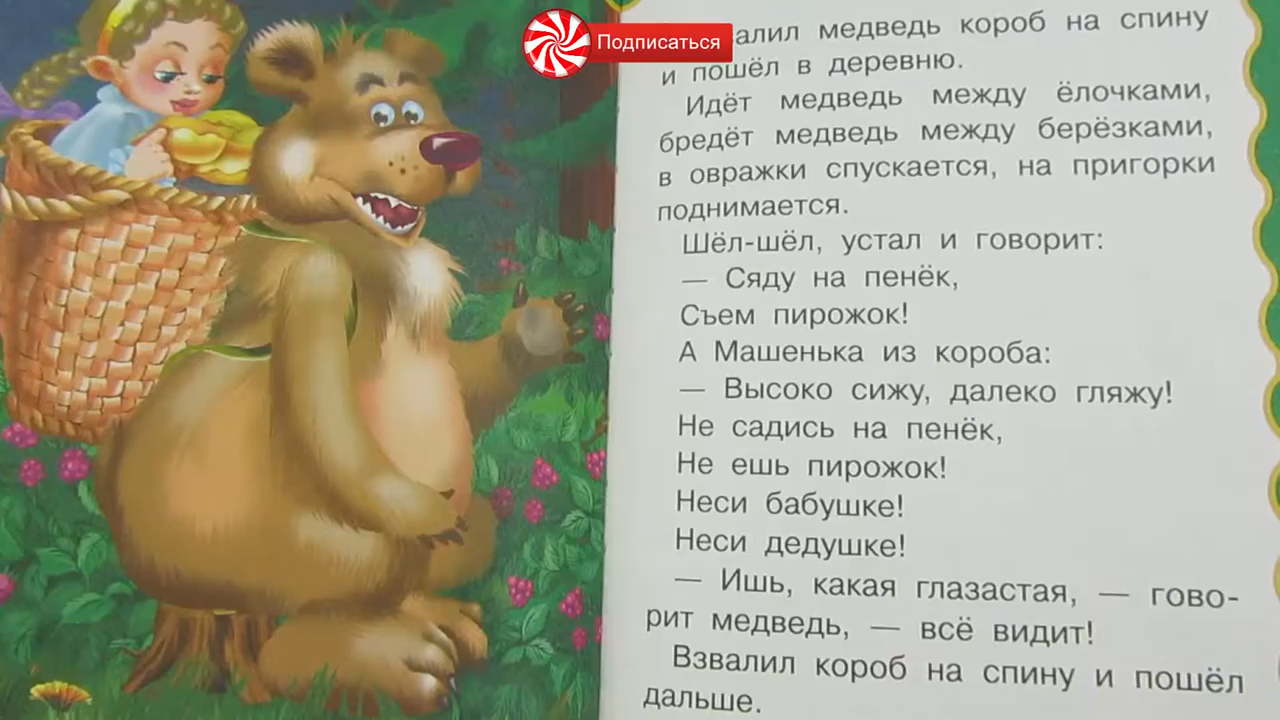 Подписаться
медведь короб на спину
и пошёл в деревню.
Идёт медведь между ёлочками,
бредёт медведь между берёзками,
в овражки спускается, на пригорки
поднимается.
Шёл-шёл, устал и говорит:
— Сяду на пенёк,
Съем пирожок!
А Машенька из короба:
— Высоко сижу, далеко гляжу!
Не садись на пенёк,
Не ешь пирожок!
Неси бабушке!
Неси дедушке!
— Ишь, какая глазастая, — гово-
рит медведь, — всё видит!
Взвалил короб на спину и пошёл
дальше.